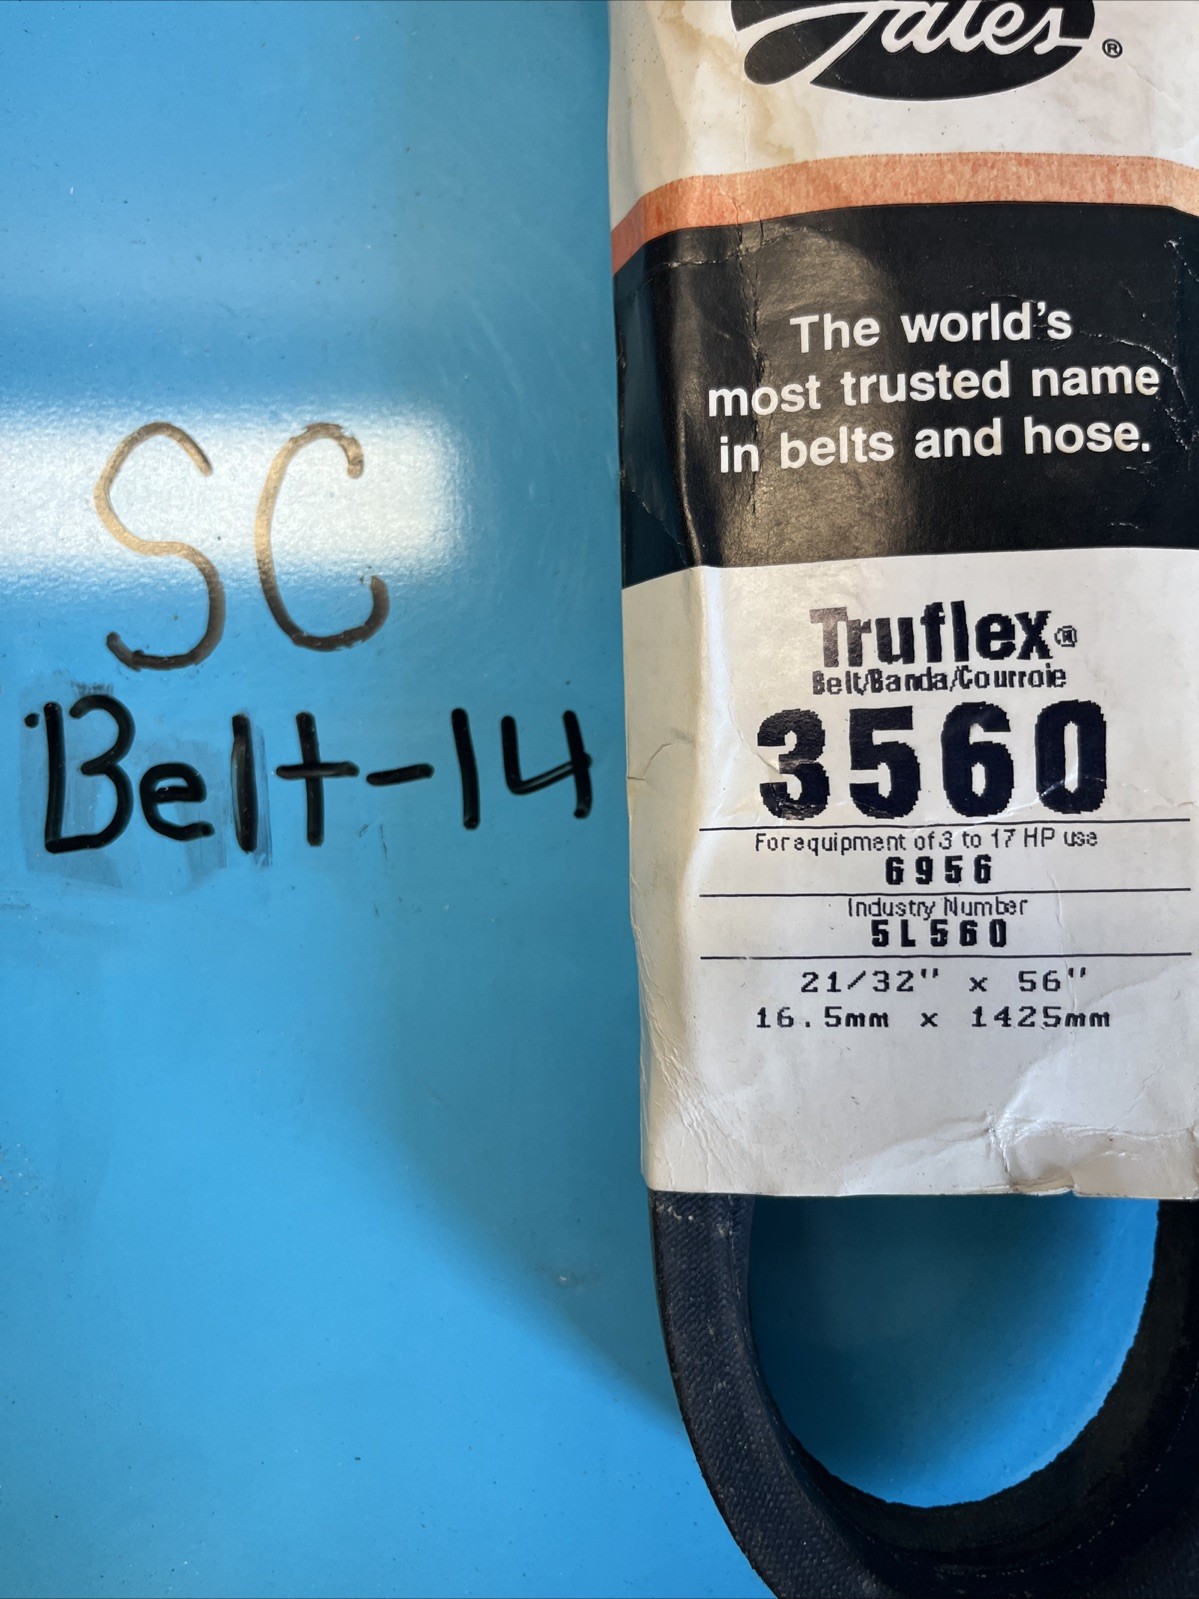 Gates®
The world's
most trusted name
in belts and hose.
SC
Belt-14
Truflex®
Belt/Banda/Courroie
3560
For equipment of 3 to 17 HP use
6956
Industry Number
5L560
21/32" x 56"
16.5mm x 1425mm